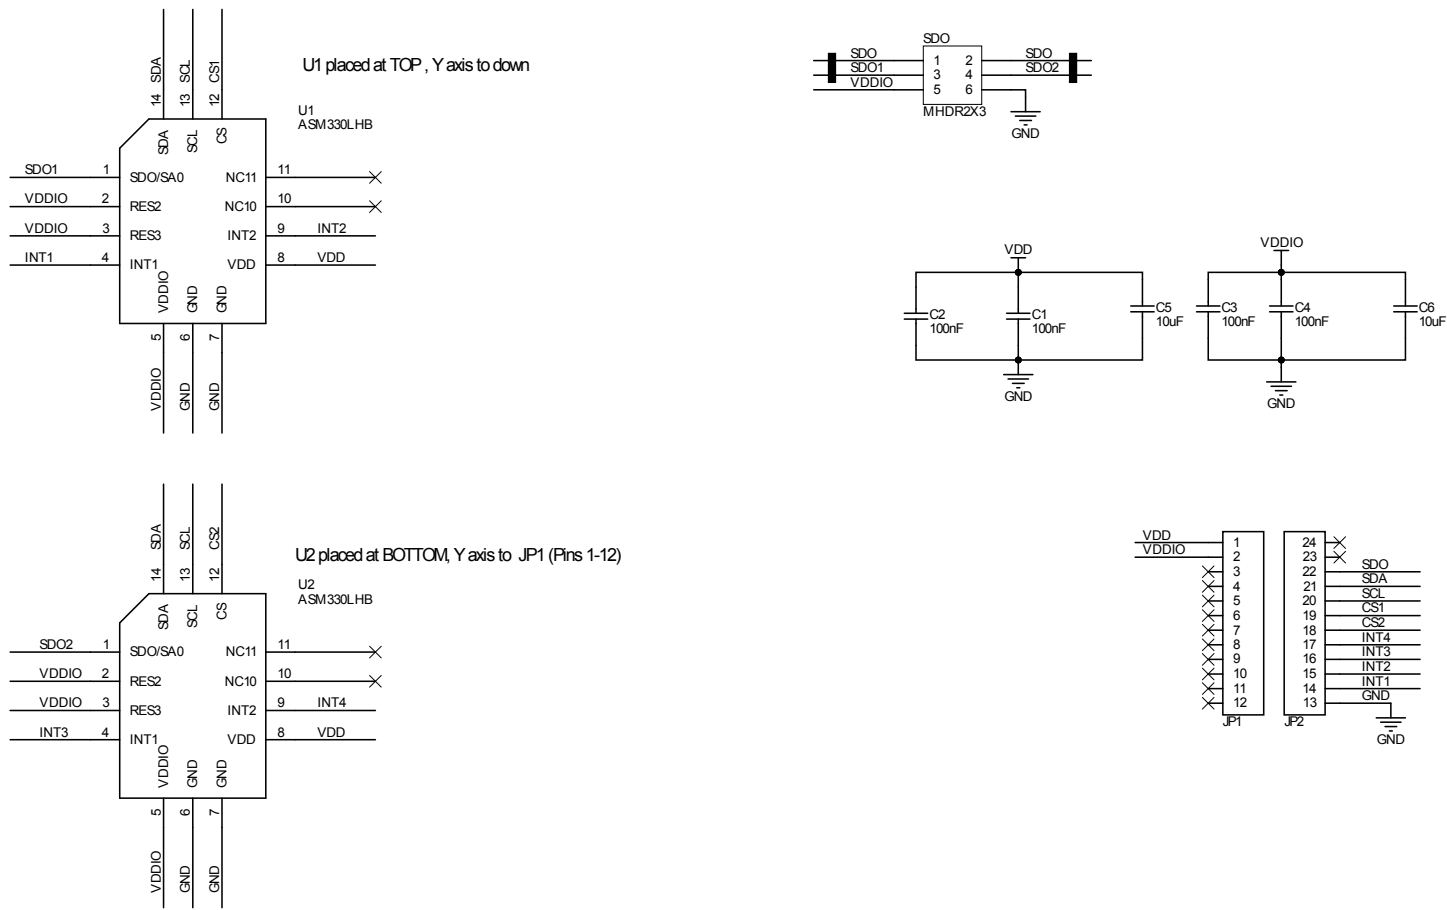 U1 placed at TOP , Y axis to down
U1
ASM330LHB
SDA
SCL
CS1
14
13
12
SDA
SCL
CS
SDO1 1 SDO/SA0 NC11 11
VDDIO 2 RES2 NC10 10
VDDIO 3 RES3 INT2 9 INT2
INT1 4 INT1 VDD 8 VDD
VDDIO
GND
GND
5
6
7
VDDIO
GND
GND
SDO
SDO 1 2 SDO
SDO1 3 4 SDO2
VDDIO 5 6
MHDR2X3
GND
VDD
C2
100nF
C1
100nF
C5
10uF
GND
VDDIO
C3
100nF
C4
100nF
C6
10uF
GND
U2 placed at BOTTOM, Y axis to JP1 (Pins 1-12)
U2
ASM330LHB
SDA
SCL
CS2
14
13
12
SDA
SCL
CS
SDO2 1 SDO/SA0 NC11 11
VDDIO 2 RES2 NC10 10
VDDIO 3 RES3 INT2 9 INT4
INT3 4 INT1 VDD 8 VDD
VDDIO
GND
GND
5
6
7
VDDIO
GND
GND
VDD 1
VDDIO 2
3
4
5
6
7
8
9
10
11
12
JP1
24
23
22 SDO
21 SDA
20 SCL
19 CS1
18 CS2
17 INT4
16 INT3
15 INT2
14 INT1
13 GND
JP2
GND